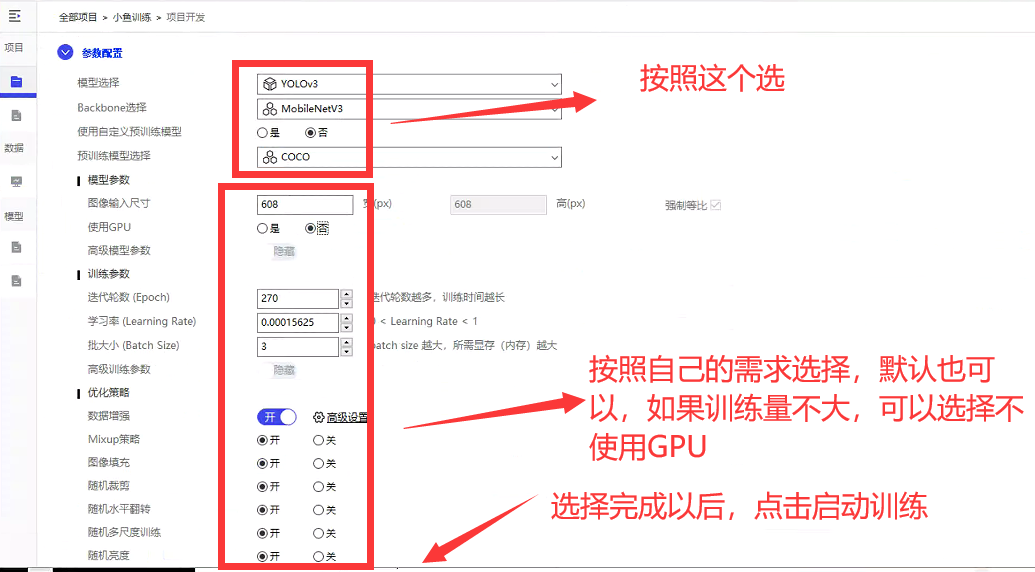 全部项目 > 小鱼训练 > 项目开发
项目
参数配置
按照这个选
模型选择 YOLOv3
Backbone选择 MobileNetV3
使用自定义预训练模型 是 否
数据
预训练模型选择 COCO
模型参数
图像输入尺寸 608 (px) 608 高(px) 强制等比
模型
使用GPU 是 否
高级模型参数 隐藏
训练参数
迭代轮数 (Epoch) 270 迭代轮数越多，训练时间越长
学习率 (Learning Rate) 0.00015625 < Learning Rate < 1
批大小 (Batch Size) 3 batch size 越大，所需显存（内存）越大
高级训练参数 隐藏
按照自己的需求选择，默认也可
以，如果训练量不大，可以选择不
使用GPU
优化策略
数据增强 开 高级设置
Mixup策略 开 关
图像填充 开 关
随机裁剪 开 关
选择完成以后，点击启动训练
随机水平翻转 开 关
随机多尺度训练 开 关
随机亮度 开 关